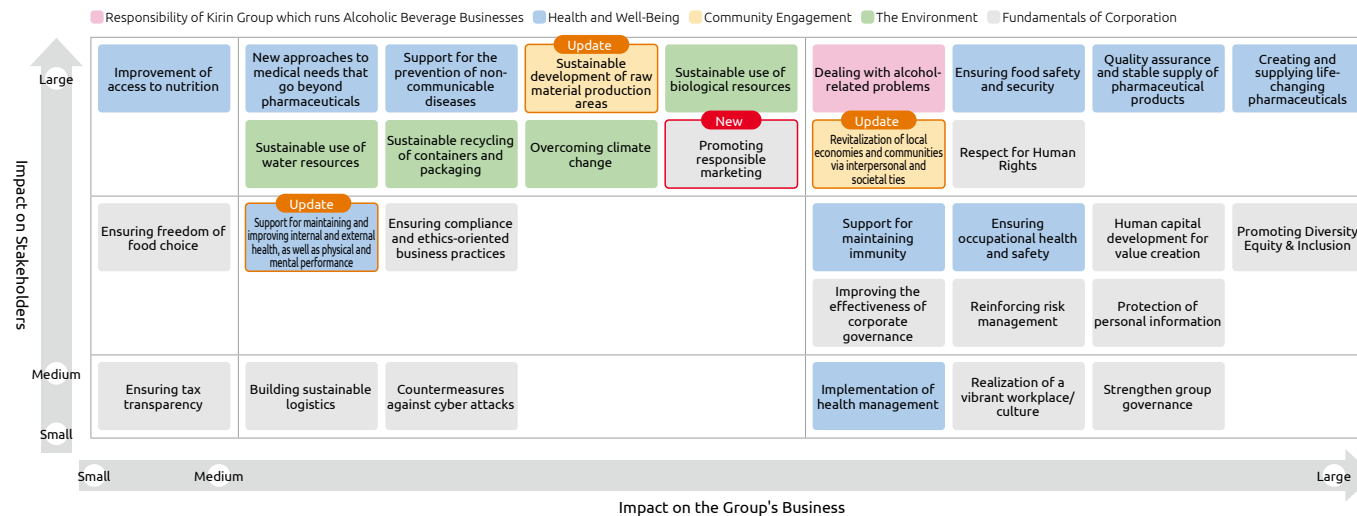 Responsibility of Kirin Group which runs Alcoholic Beverage Businesses
Health and Well-Being
Community Engagement
The Environment
Fundamentals of Corporation
Impact on Stakeholders
Large
Medium
Small
Improvement of
access to nutrition
New approaches to
medical needs that
go beyond
pharmaceuticals
Support for the
prevention of non-
communicable
diseases
Update
Sustainable
development of raw
material production
areas
Sustainable use of
biological resources
Dealing with alcohol-
related problems
Ensuring food safety
and security
Quality assurance
and stable supply of
pharmaceutical
products
Creating and
supplying life-
changing
pharmaceuticals
Sustainable use of
water resources
Sustainable recycling
of containers and
packaging
Overcoming climate
change
New
Promoting
responsible
marketing
Update
Revitalization of local
economies and communities
via interpersonal and
societal ties
Respect for Human
Rights
Ensuring freedom of
food choice
Update
Support for maintaining and
improving internal and external
health, as well as physical and
mental performance
Ensuring compliance
and ethics-oriented
business practices
Support for
maintaining
immunity
Ensuring
occupational health
and safety
Human capital
development for
value creation
Promoting Diversity,
Equity & Inclusion
Improving the
effectiveness of
corporate
governance
Reinforcing risk
management
Protection of
personal information
Ensuring tax
transparency
Building sustainable
logistics
Countermeasures
against cyber attacks
Implementation of
health management
Realization of a
vibrant workplace/
culture
Strengthen group
governance
Small
Medium
Large
Impact on the Group's Business